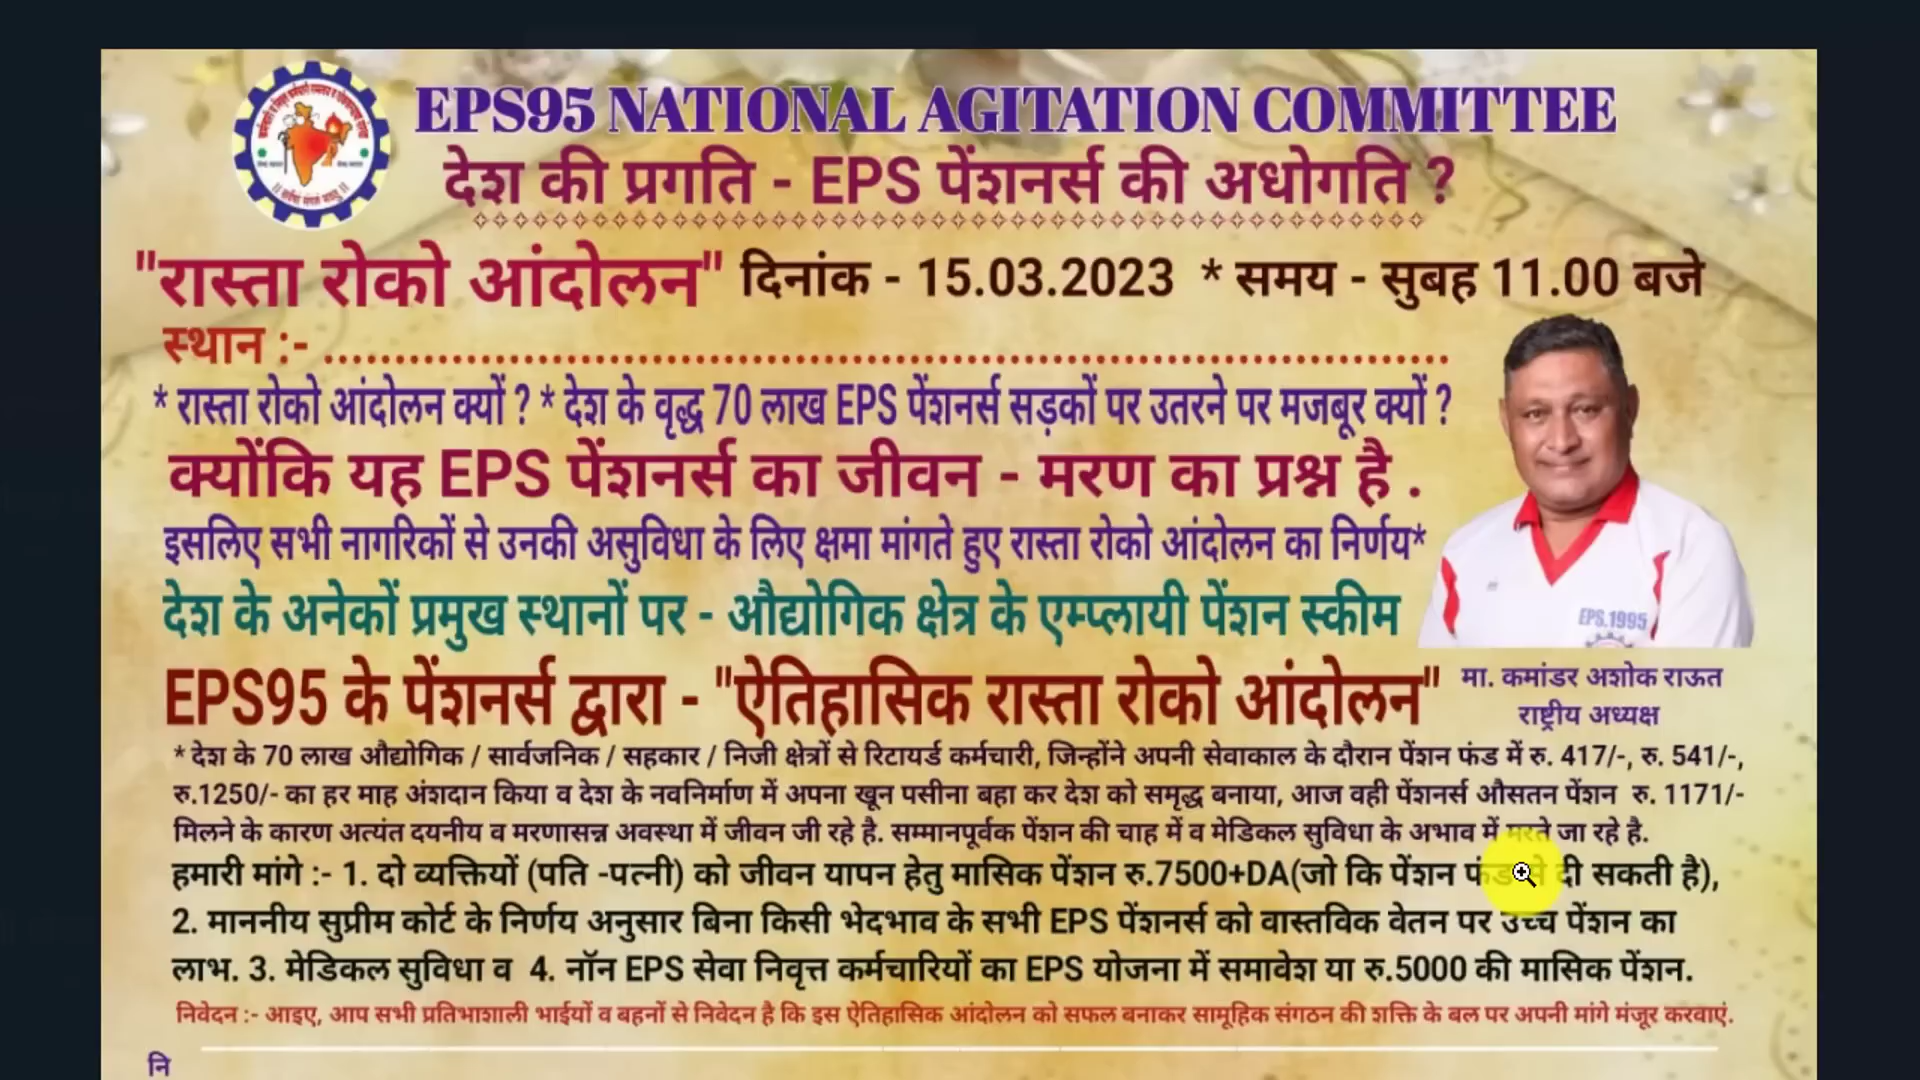 EPS95 NATIONAL AGITATION COMMITTEE
देश की प्रगति - EPS पेंशनर्स की अधोगति ?
"रास्ता रोको आंदोलन" दिनांक - 15.03.2023 * समय - सुबह 11.00 बजे
स्थान :- ................................................................................
* रास्ता रोको आंदोलन क्यों ? * देश के वृद्ध 70 लाख EPS पेंशनर्स सड़कों पर उतरने पर मजबूर क्यों ?
क्योंकि यह EPS पेंशनर्स का जीवन - मरण का प्रश्न है .
इसलिए सभी नागरिकों से उनकी असुविधा के लिए क्षमा मांगते हुए रास्ता रोको आंदोलन का निर्णय*
देश के अनेकों प्रमुख स्थानों पर - औद्योगिक क्षेत्र के एम्प्लायी पेंशन स्कीम
EPS.1995
EPS95 के पेंशनर्स द्वारा - "ऐतिहासिक रास्ता रोको आंदोलन"
मा. कमांडर अशोक राऊत
राष्ट्रीय अध्यक्ष
* देश के 70 लाख औद्योगिक / सार्वजनिक / सहकार / निजी क्षेत्रों से रिटायर्ड कर्मचारी, जिन्होंने अपनी सेवाकाल के दौरान पेंशन फंड में रु. 417/-, रु. 541/-,
रु.1250/- का हर माह अंशदान किया व देश के नवनिर्माण में अपना खून पसीना बहा कर देश को समृद्ध बनाया, आज वही पेंशनर्स औसतन पेंशन रु. 1171/-
मिलने के कारण अत्यंत दयनीय व मरणासन्न अवस्था में जीवन जी रहे है. सम्मानपूर्वक पेंशन की चाह में व मेडिकल सुविधा के अभाव में मरते जा रहे है.
हमारी मांगे :- 1. दो व्यक्तियों (पति -पत्नी) को जीवन यापन हेतु मासिक पेंशन रु.7500+DA(जो कि पेंशन फंड से दी सकती है),
2. माननीय सुप्रीम कोर्ट के निर्णय अनुसार बिना किसी भेदभाव के सभी EPS पेंशनर्स को वास्तविक वेतन पर उच्च पेंशन का
लाभ. 3. मेडिकल सुविधा व 4. नॉन EPS सेवा निवृत्त कर्मचारियों का EPS योजना में समावेश या रु.5000 की मासिक पेंशन.
निवेदन :- आइए, आप सभी प्रतिभाशाली भाईयों व बहनों से निवेदन है कि इस ऐतिहासिक आंदोलन को सफल बनाकर सामूहिक संगठन की शक्ति के बल पर अपनी मांगे मंजूर करवाएं.
नि